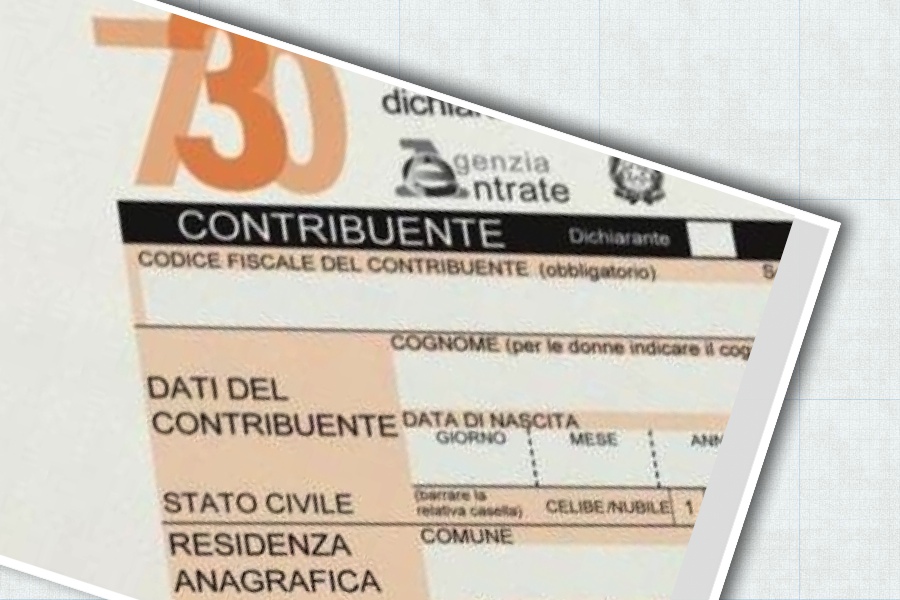 730
dichiar
genzia
ntrate
CONTRIBUENTE Dichiarante
CODICE FISCALE DEL CONTRIBUENTE (obbligatorio) S
COGNOME (per le donne indicare il cog
DATI DEL
CONTRIBUENTE
DATA DI NASCITA
GIORNO MESE ANN
STATO CIVILE
(barrare la
relativa casella)
CELIBE/NUBILE 1
RESIDENZA
ANAGRAFICA
COMUNE